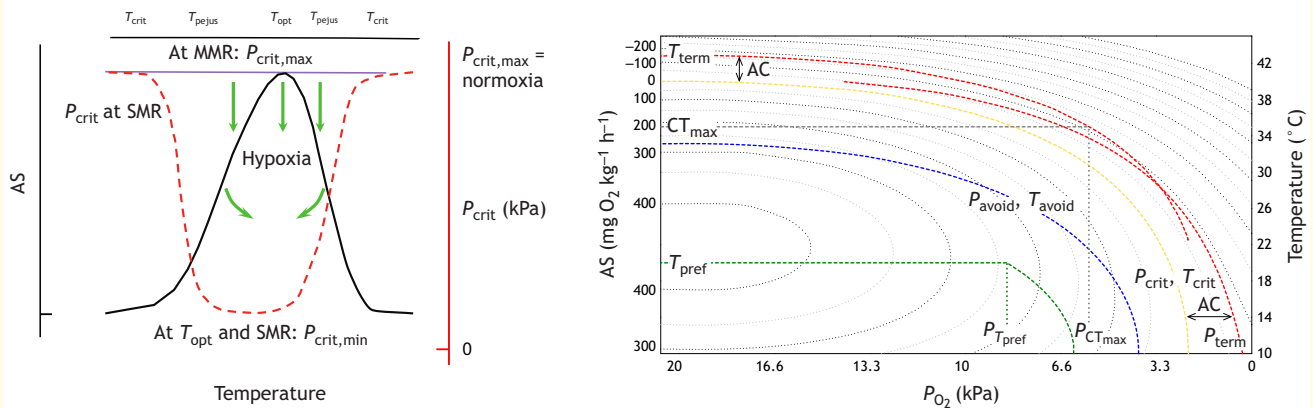 T_crit T_pejus T_opt T_pejus T_crit
At MMR: P_crit,max
P_crit,max =
normoxia
P_crit at SMR
Hypoxia
AS
P_crit (kPa)
At T_opt and SMR: P_crit,min
0
Temperature
–200
–100
0
100
200
300
400
400
300
AS (mg O₂ kg⁻¹ h⁻¹)
T_term
AC
CT_max
P_avoid, T_avoid
T_pref
P_crit, T_crit
AC
P_T_pref
P_CT_max
P_term
42
38
34
30
26
22
18
14
10
Temperature (°C)
20 16.6 13.3 10 6.6 3.3 0
P_O₂ (kPa)